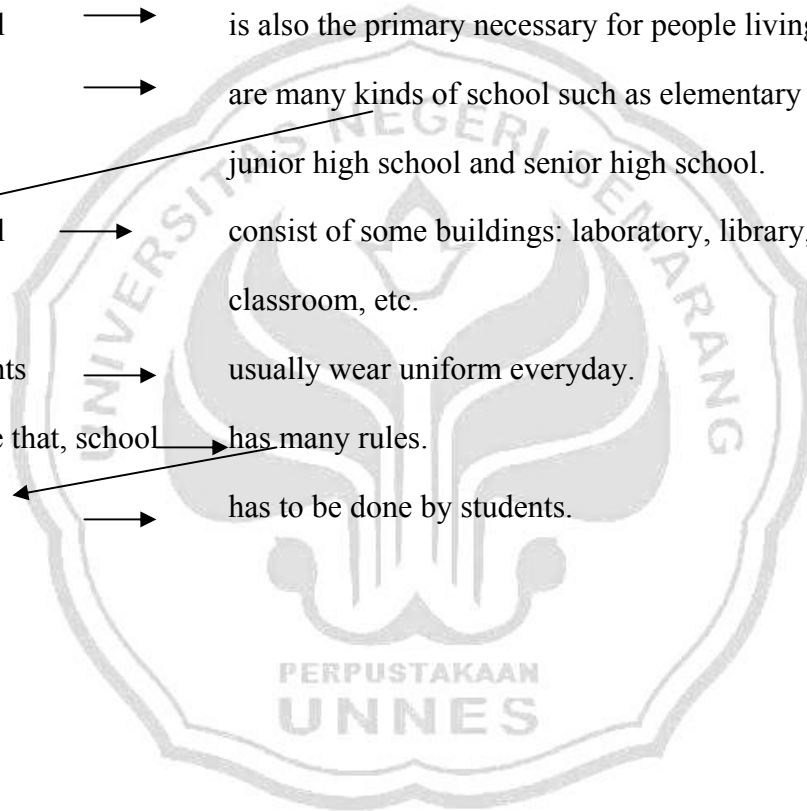 is also the primary necessary for people living
are many kinds of school such as elementary
junior high school and senior high school.
consist of some buildings: laboratory, library,
classroom, etc.
usually wear uniform everyday.
that, school has many rules.
has to be done by students.
UNIVERSITAS NEGERI SEMARANG
PERPUSTAKAAN
UNNES